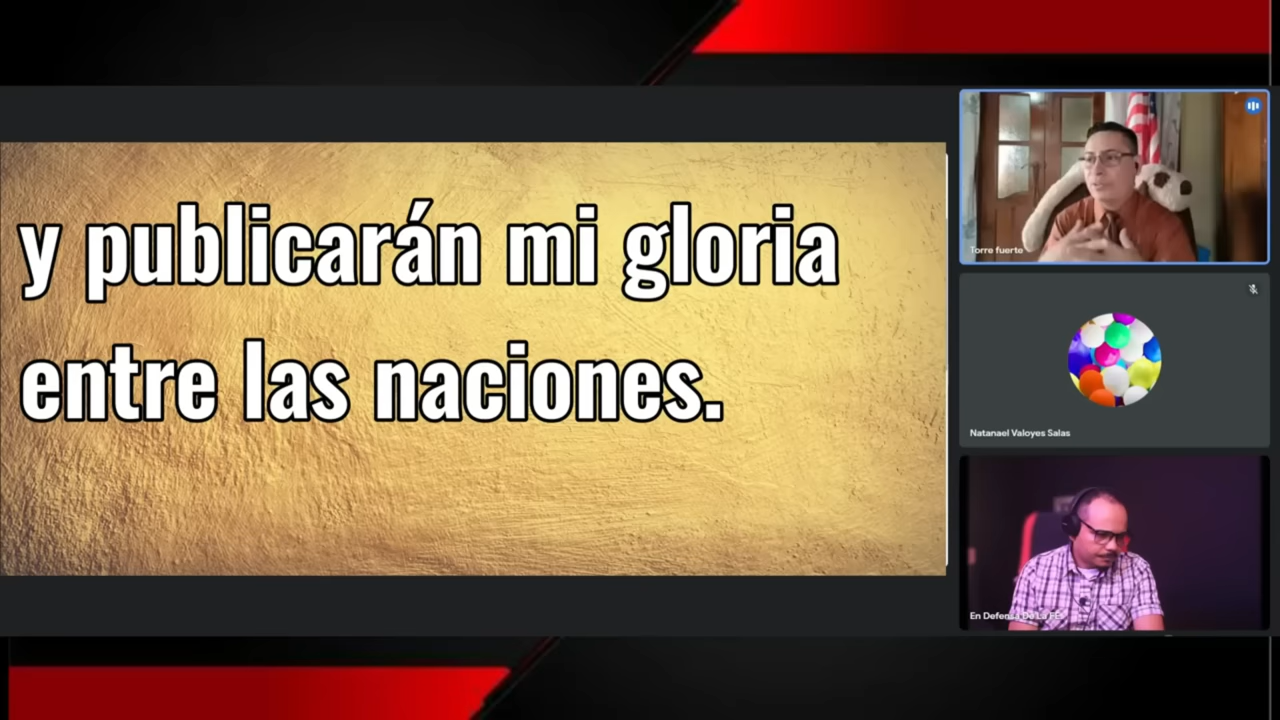 y publicarán mi gloria
entre las naciones.
Torre fuerte
Natanael Valoyes Salas
En Defensa De La FE